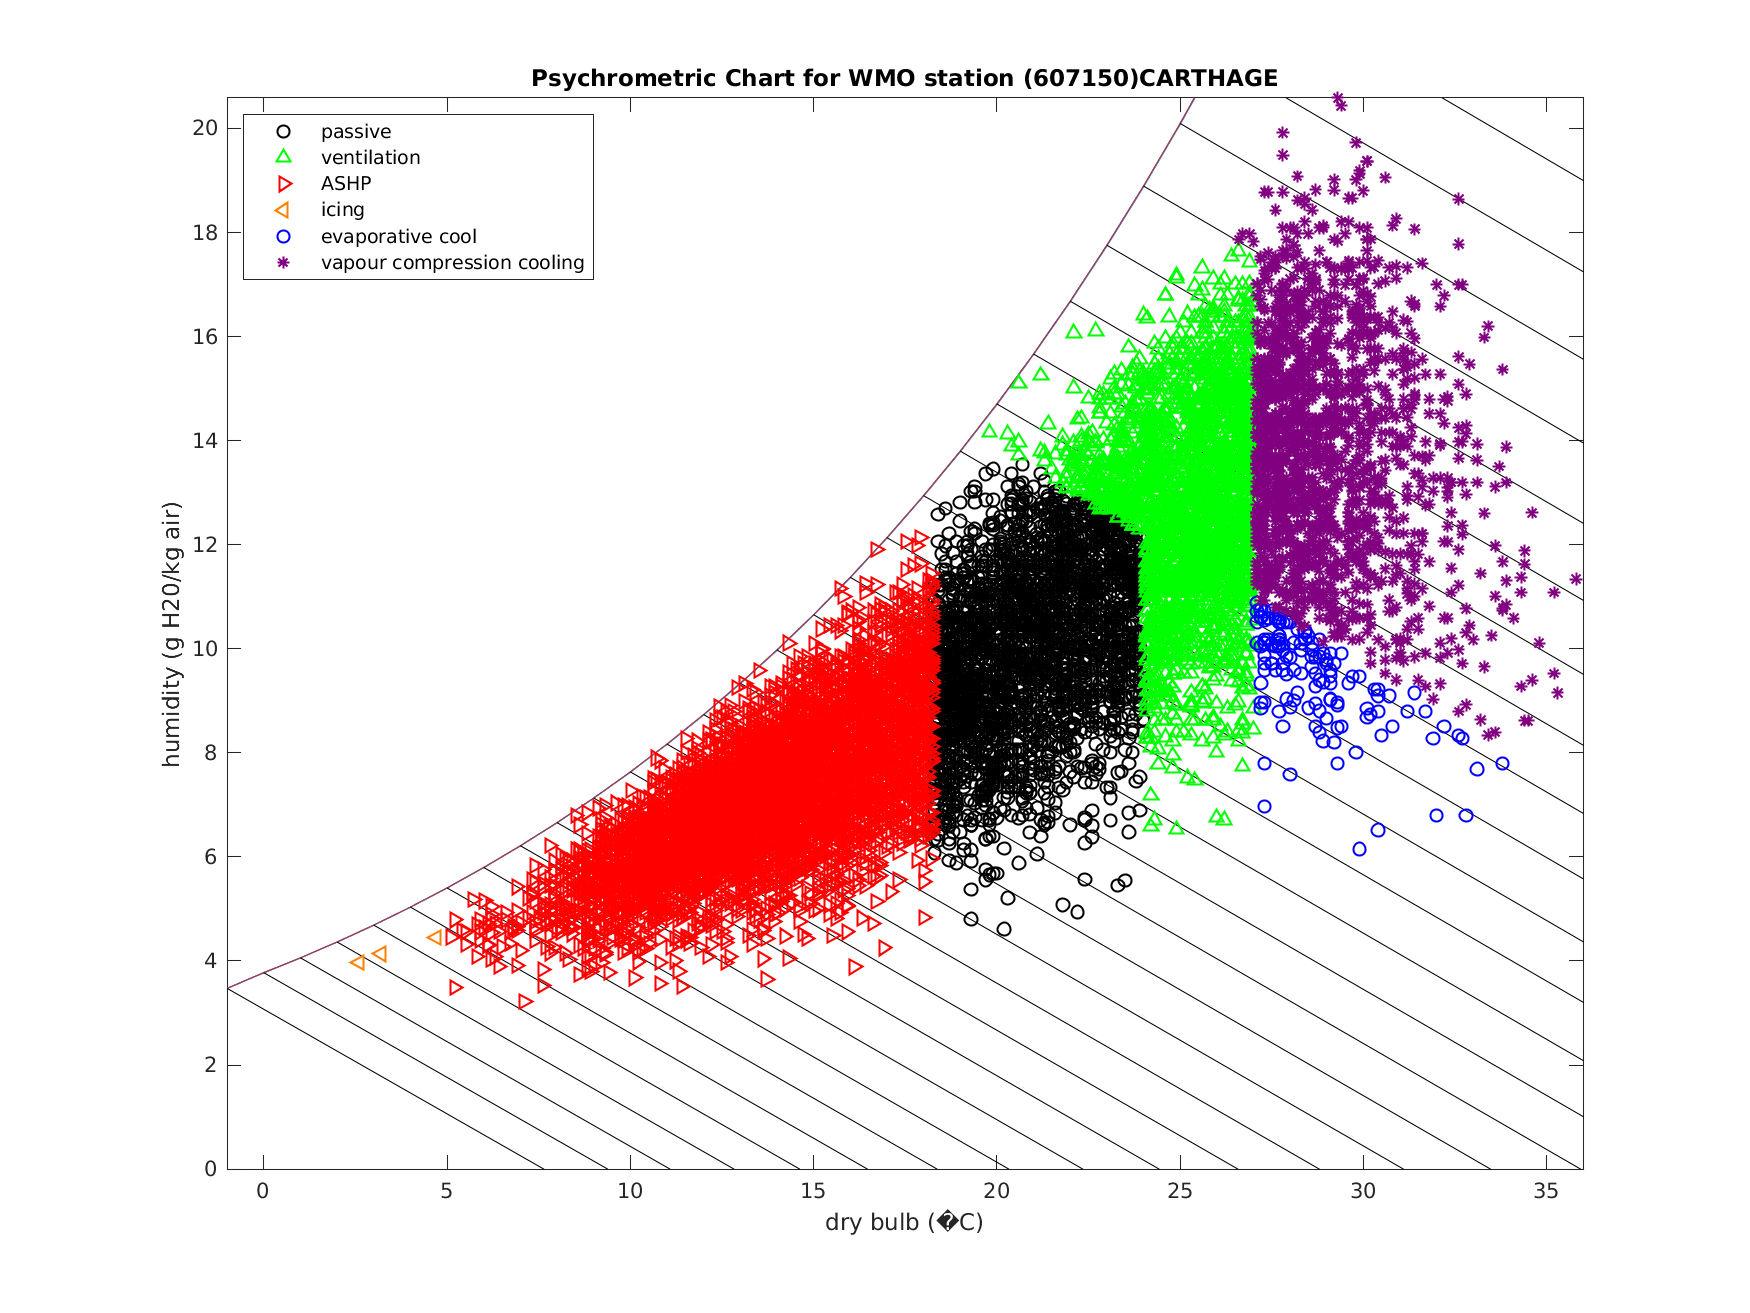 Psychrometric Chart for WMO station (607150)CARTHAGE
passive
ventilation
ASHP
icing
evaporative cool
vapour compression cooling
humidity (g H20/kg air)
20
18
16
14
12
10
8
6
4
2
0
0 5 10 15 20 25 30 35
dry bulb (�C)